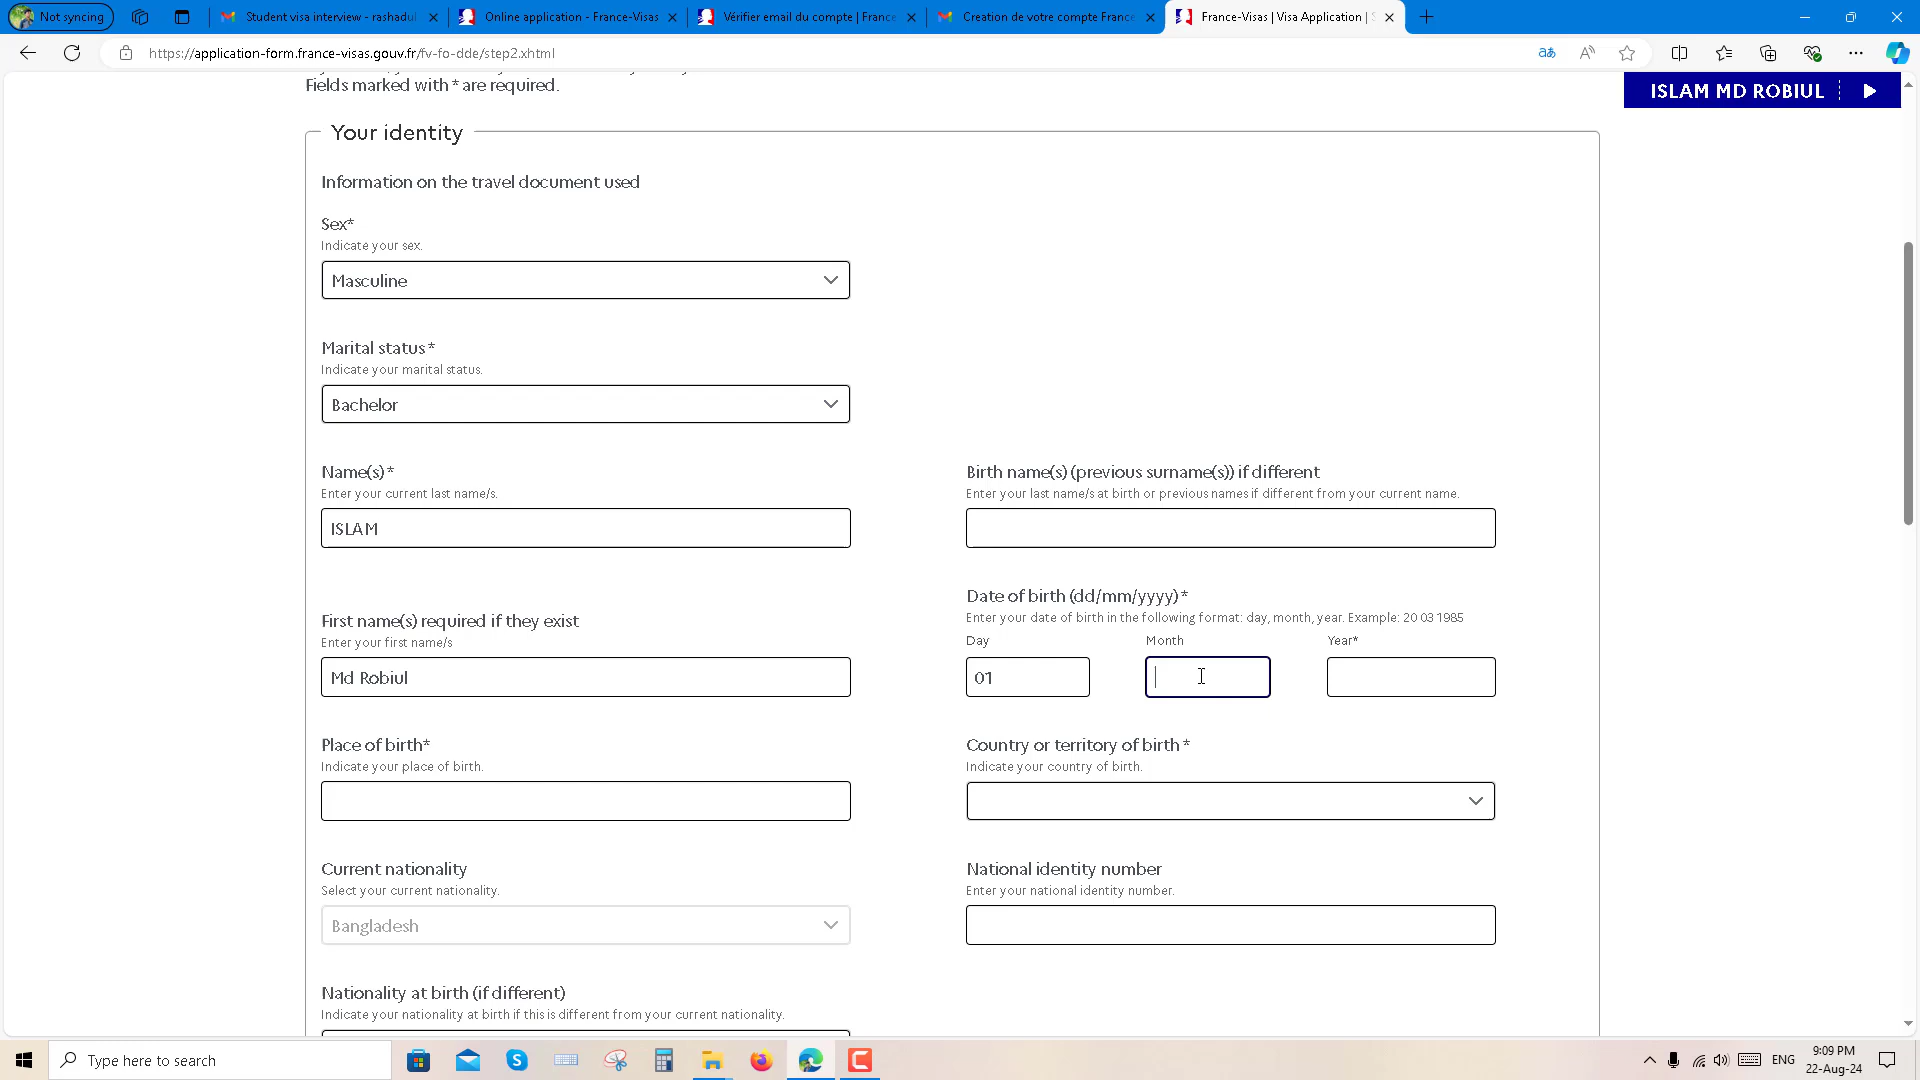 Not syncing
Student visa interview - rashadul
Online application - France-Visas
Vérifier email du compte | France
Creation de votre compte France
France-Visas | Visa Application |
https://application-form.france-visas.gouv.fr/fv-fo-dde/step2.xhtml
Fields marked with * are required.
ISLAM MD ROBIUL
Your identity
Information on the travel document used
Sex*
Indicate your sex.
Masculine
Marital status *
Indicate your marital status.
Bachelor
Name(s) *
Enter your current last name/s.
ISLAM
Birth name(s) (previous surname(s)) if different
Enter your last name/s at birth or previous names if different from your current name.
First name(s) required if they exist
Enter your first name/s
Md Robiul
Date of birth (dd/mm/yyyy) *
Enter your date of birth in the following format: day, month, year. Example: 20 03 1985
Day
Month
Year*
01
Place of birth*
Indicate your place of birth.
Country or territory of birth *
Indicate your country of birth.
Current nationality
Select your current nationality.
Bangladesh
National identity number
Enter your national identity number.
Nationality at birth (if different)
Indicate your nationality at birth if this is different from your current nationality.
Type here to search
ENG
9:09 PM
22-Aug-24